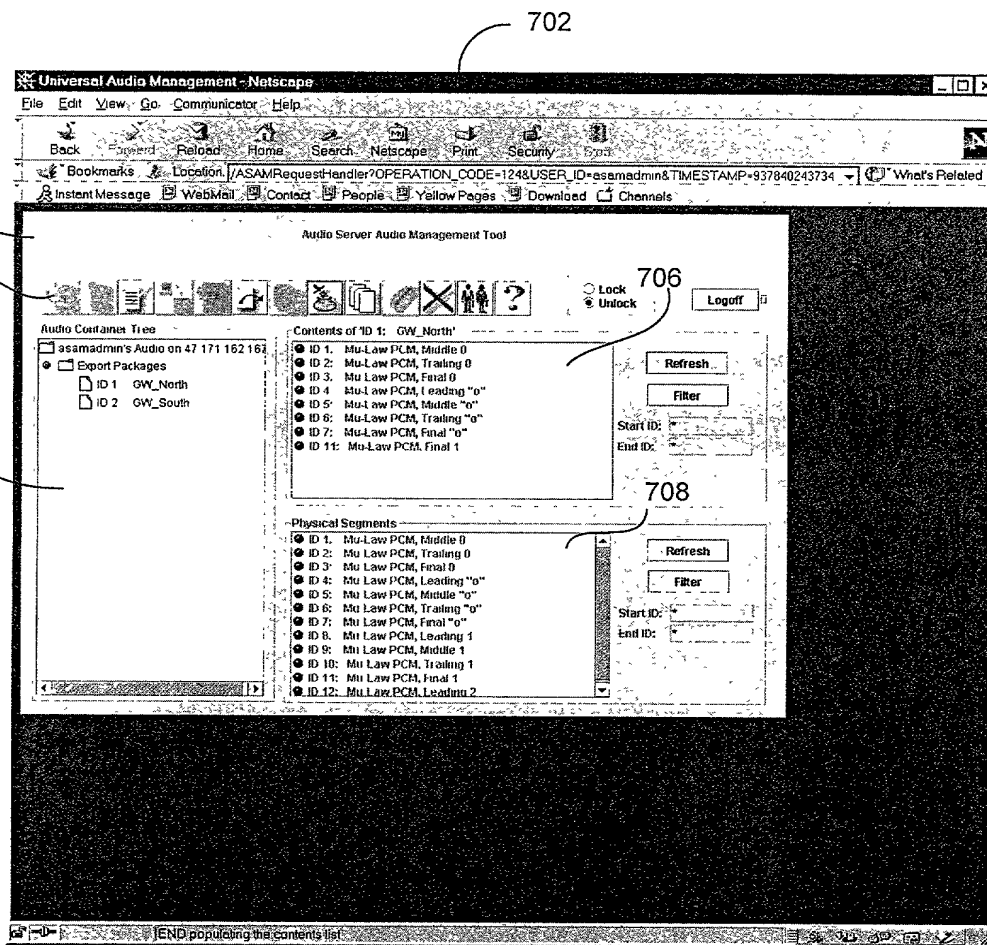 702
Universal Audio Management - Netscape
File Edit View Go Communicator Help
Back Forward Reload Home Search Netscape Print Security
Bookmarks Location: /ASAMRequestHandler?OPERATION_CODE=124&USER_ID=asamadmin&TIMESTAMP=937840243734 What's Related
Instant Message WebMail Contact People Yellow Pages Download Channels
Audio Server Audio Management Tool
706
Lock
Unlock
Logoff
Audio Container Tree
asamadmin's Audio on 47 171 162 167
Export Packages
ID 1 GW_North
ID 2 GW_South
Contents of 'ID 1: GW_North'
ID 1. Mu-Law PCM, Middle 0
ID 2: Mu-Law PCM, Trailing 0
ID 3. Mu-Law PCM, Final 0
ID 4 Mu-Law PCM, Leading "o"
ID 5: Mu-Law PCM, Middle "o"
ID 6: Mu-Law PCM, Trailing "o"
ID 7: Mu-Law PCM, Final "o"
ID 11: Mu-Law PCM, Final 1
Refresh
Filter
Start ID: *
End ID: *
708
Physical Segments
ID 1. Mu-Law PCM, Middle 0
ID 2: Mu Law PCM, Trailing 0
ID 3: Mu Law PCM, Final 0
ID 4: Mu Law PCM, Leading "o"
ID 5: Mu Law PCM, Middle "o"
ID 6: Mu Law PCM, Trailing "o"
ID 7: Mu Law PCM, Final "o"
ID 8. Mu Law PCM, Leading 1
ID 9: Mu Law PCM, Middle 1
ID 10: Mu Law PCM, Trailing 1
ID 11: Mu Law PCM, Final 1
ID 12: Mu Law PCM, Leading 2
Refresh
Filter
Start ID: *
End ID: *
END populating the contents list